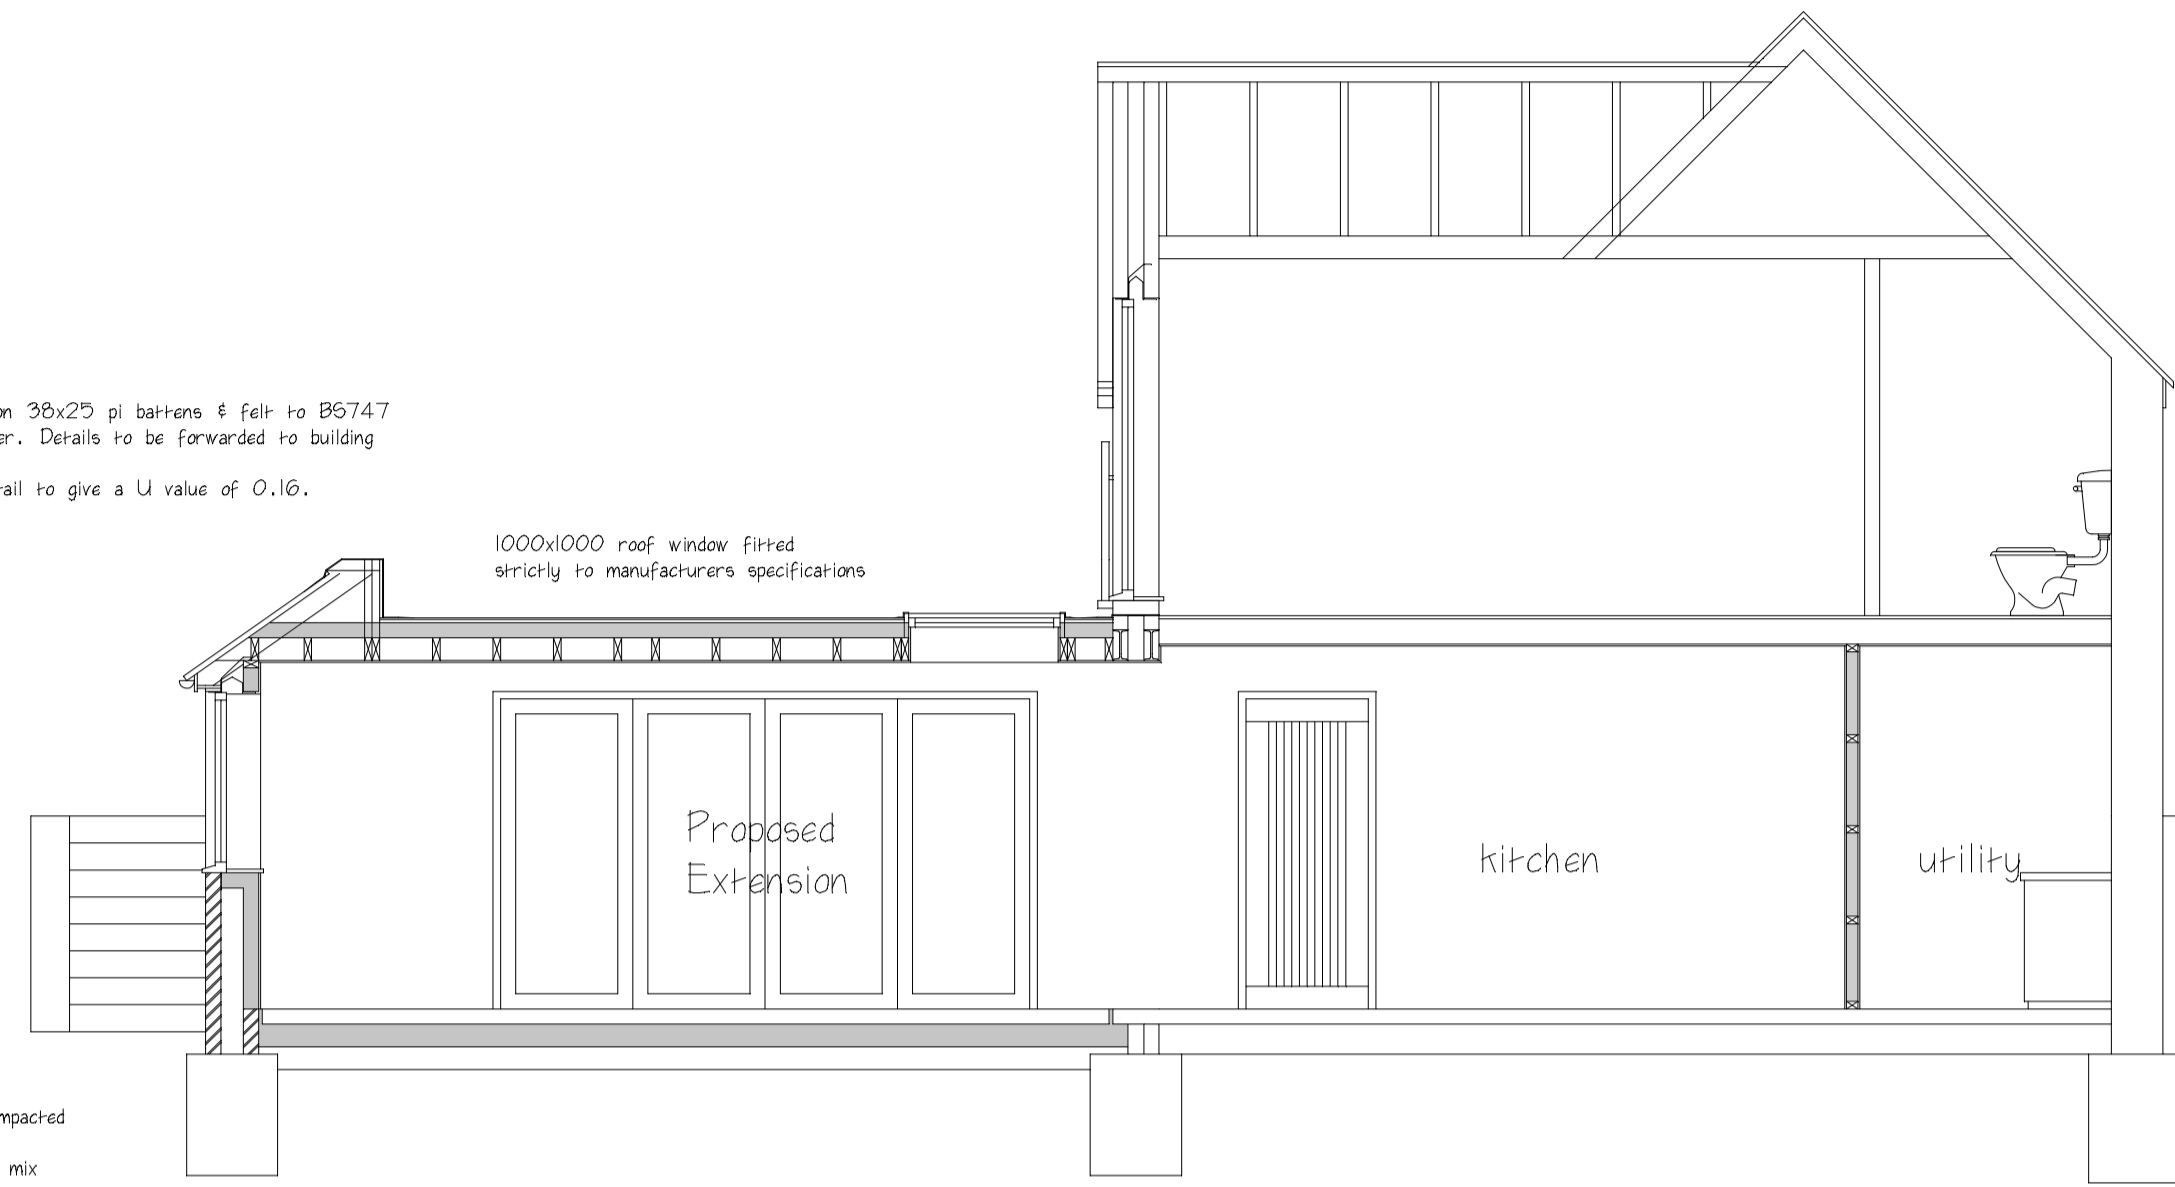 on 38x25 pi battens & felt to BS747
er. Details to be forwarded to building
ail to give a U value of 0.16.
1000x1000 roof window fitted
strictly to manufacturers specifications
Proposed
Extension
kitchen
utility
mpacted
mix